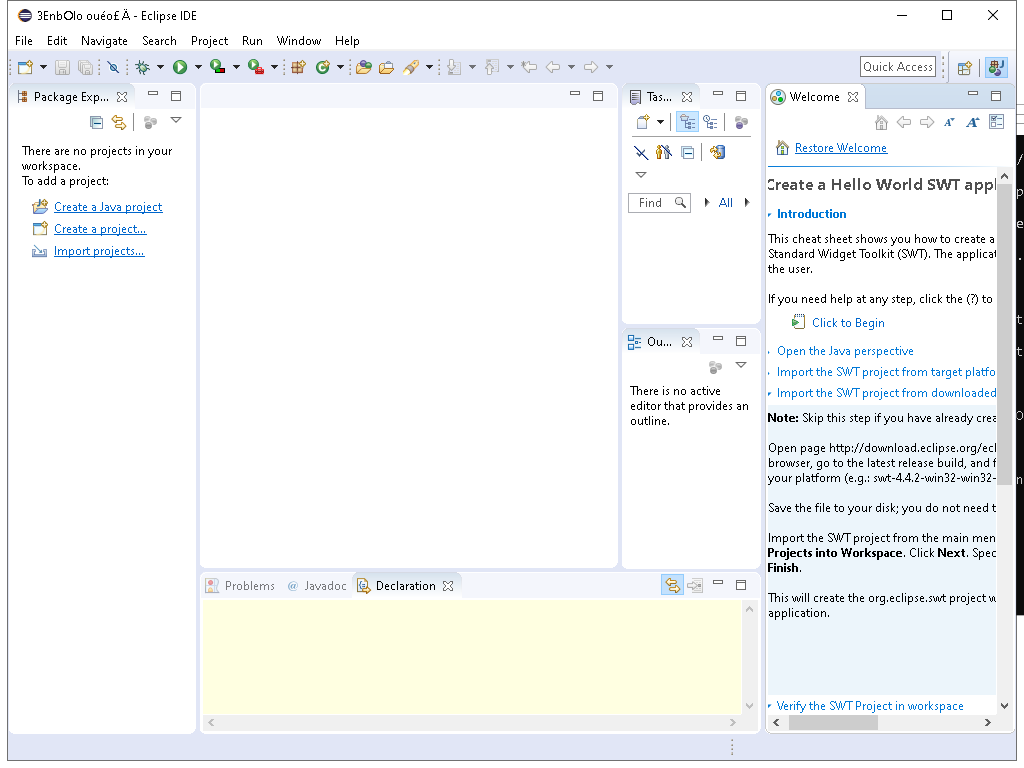 3EnbOlo ouéo£Ä - Eclipse IDE
File Edit Navigate Search Project Run Window Help
Quick Access
Package Exp...
There are no projects in your
workspace.
To add a project:
Create a Java project
Create a project...
Import projects...
Tas...
Find
All
Ou...
There is no active
editor that provides an
outline.
Problems @ Javadoc Declaration
Welcome
Restore Welcome
Create a Hello World SWT appl
Introduction
This cheat sheet shows you how to create a
Standard Widget Toolkit (SWT). The applicat
the user.
If you need help at any step, click the (?) to
Click to Begin
Open the Java perspective
Import the SWT project from target platfo
Import the SWT project from downloaded
Note: Skip this step if you have already crea
Open page http://download.eclipse.org/ecl
browser, go to the latest release build, and f
your platform (e.g.: swt-4.4.2-win32-win32-
Save the file to your disk; you do not need t
Import the SWT project from the main men
Projects into Workspace. Click Next. Spec
Finish.
This will create the org.eclipse.swt project w
application.
Verify the SWT Project in workspace